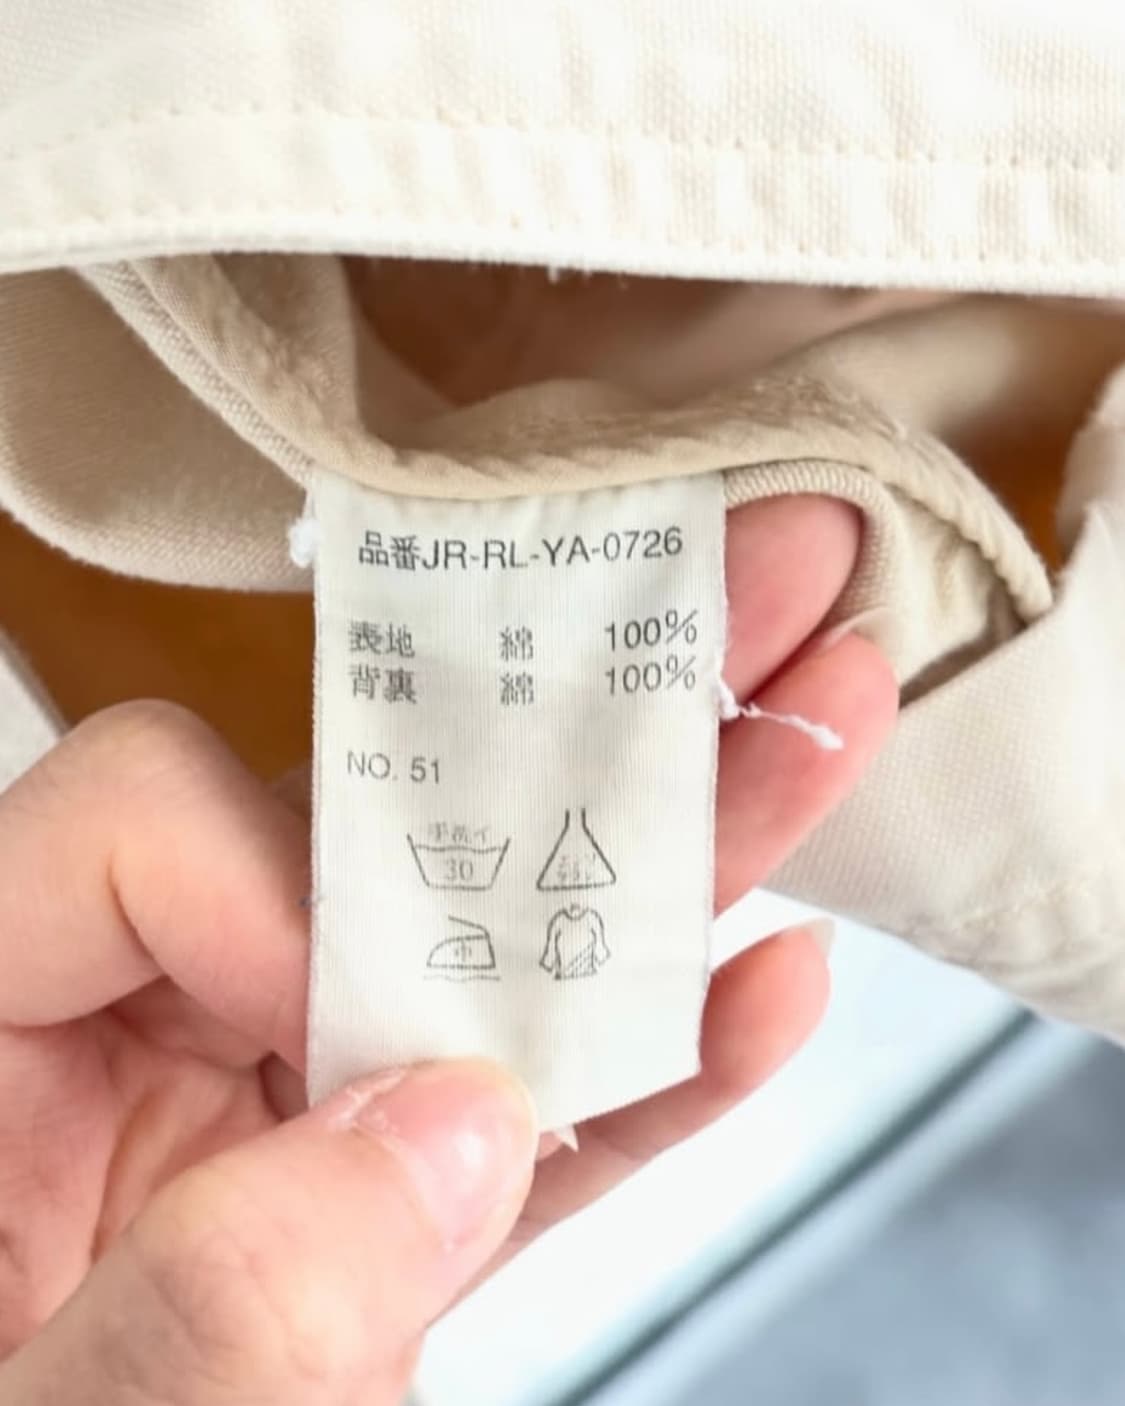 品番JR-RL-YA-0726
表地 綿 100%
背裏 綿 100%
NO. 51
手洗イ
30
中